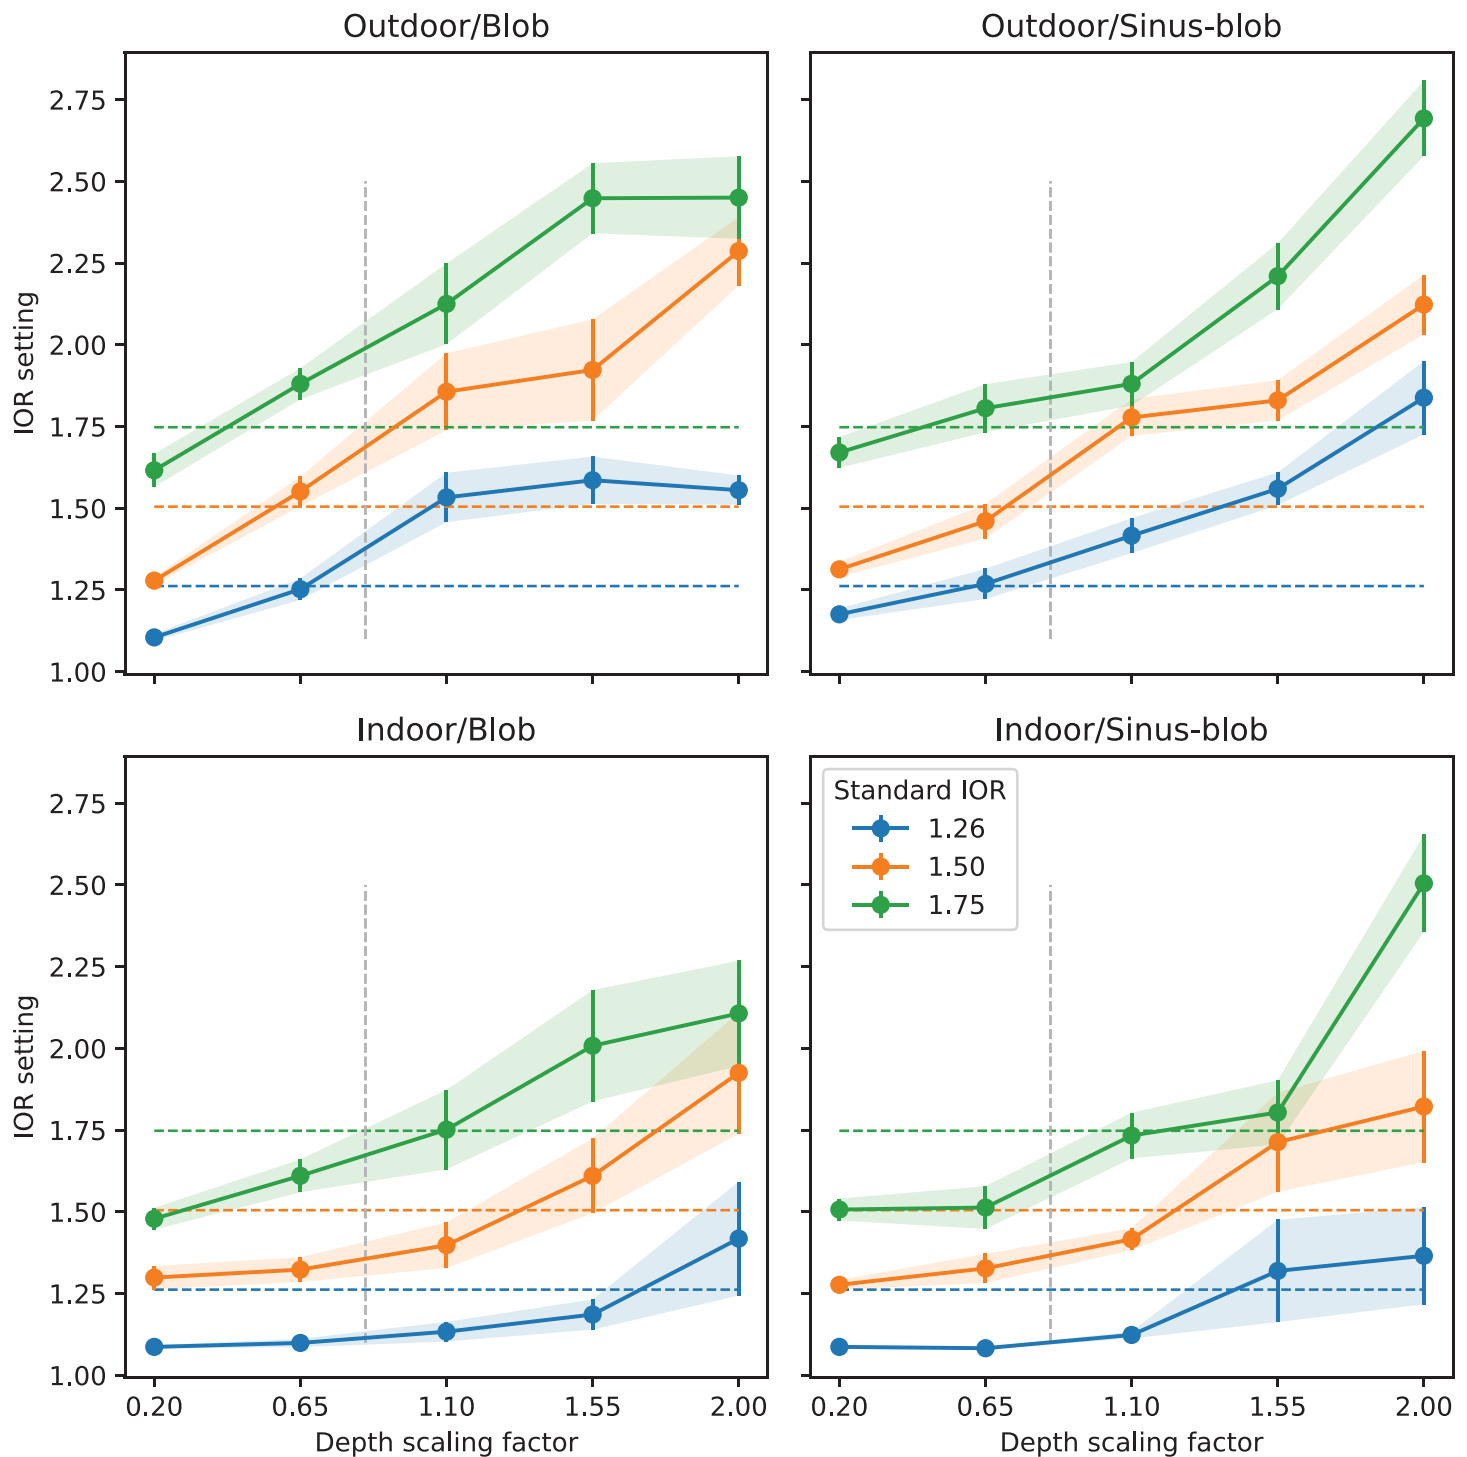 Outdoor/Blob
Outdoor/Sinus-blob
IOR setting
2.75
2.50
2.25
2.00
1.75
1.50
1.25
1.00
Indoor/Blob
Indoor/Sinus-blob
IOR setting
2.75
2.50
2.25
2.00
1.75
1.50
1.25
1.00
Standard IOR
1.26
1.50
1.75
0.20 0.65 1.10 1.55 2.00
Depth scaling factor
0.20 0.65 1.10 1.55 2.00
Depth scaling factor